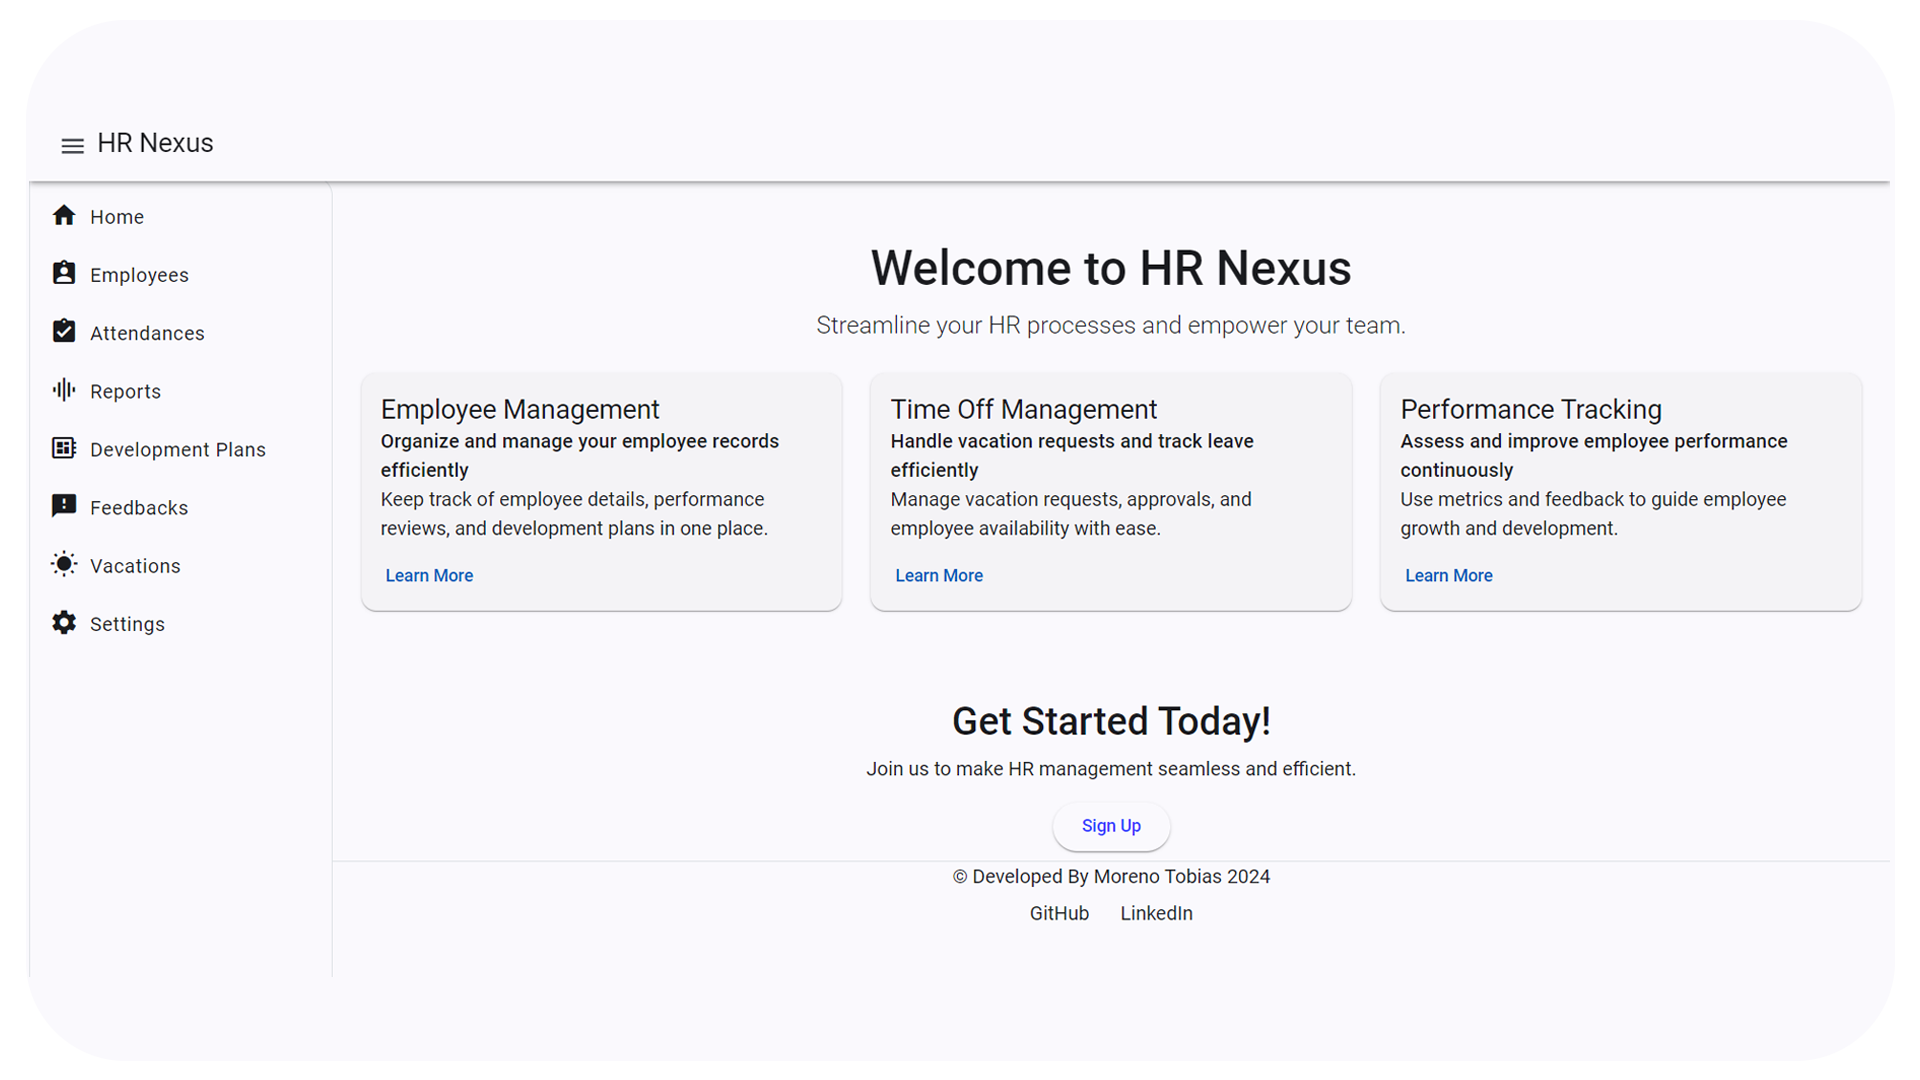 HR Nexus
Home
Employees
Attendances
Reports
Development Plans
Feedbacks
Vacations
Settings
Welcome to HR Nexus
Streamline your HR processes and empower your team.
Employee Management
Organize and manage your employee records
efficiently
Keep track of employee details, performance
reviews, and development plans in one place.
Learn More
Time Off Management
Handle vacation requests and track leave
efficiently
Manage vacation requests, approvals, and
employee availability with ease.
Learn More
Performance Tracking
Assess and improve employee performance
continuously
Use metrics and feedback to guide employee
growth and development.
Learn More
Get Started Today!
Join us to make HR management seamless and efficient.
Sign Up
© Developed By Moreno Tobias 2024
GitHub LinkedIn